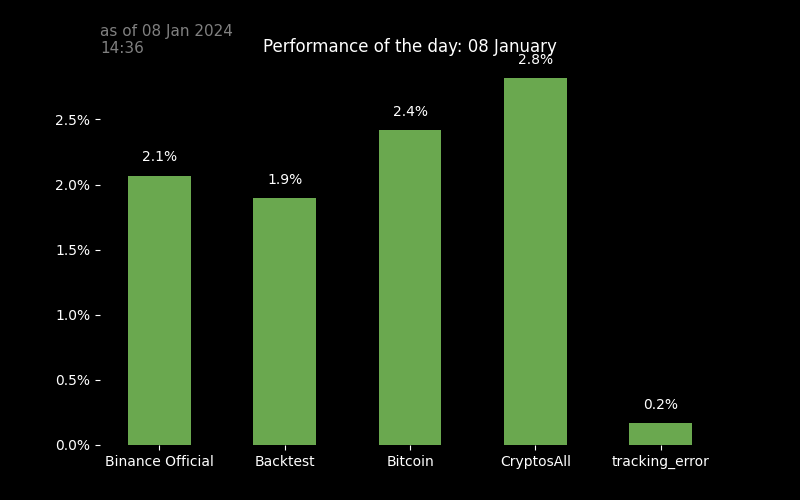 as of 08 Jan 2024
14:36
Performance of the day: 08 January
2.8%
2.5%
2.4%
2.1%
1.9%
2.0%
1.5%
1.0%
0.5%
0.2%
0.0%
Binance Official
Backtest
Bitcoin
CryptosAll
tracking_error